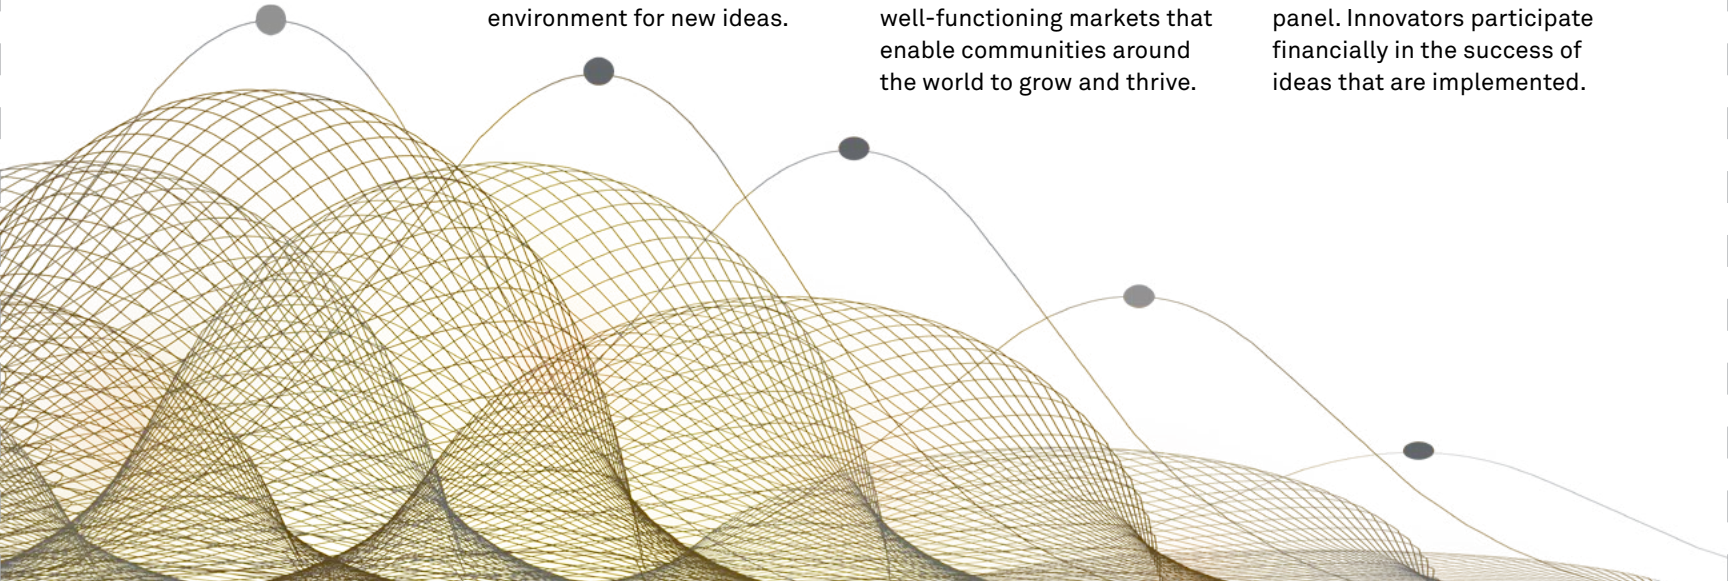 environment for new ideas.
well-functioning markets that
enable communities around
the world to grow and thrive.
panel. Innovators participate
financially in the success of
ideas that are implemented.